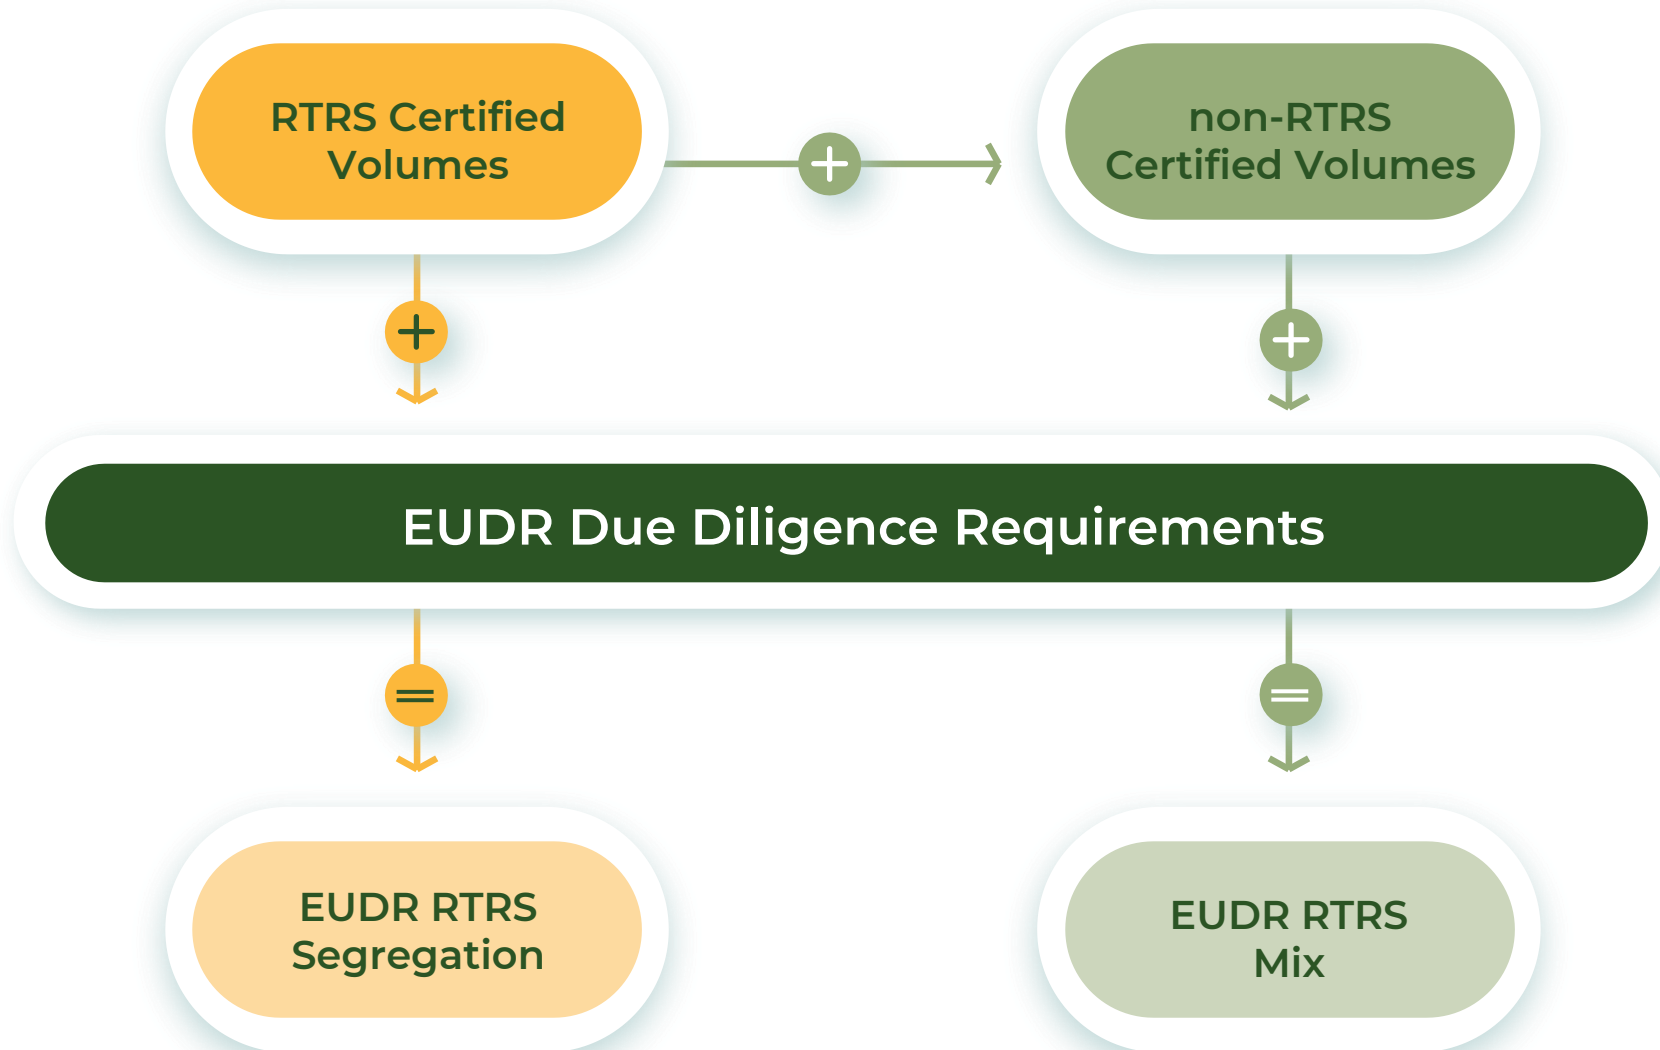 RTRS Certified
Volumes
non-RTRS
Certified Volumes
EUDR Due Diligence Requirements
EUDR RTRS
Segregation
EUDR RTRS
Mix